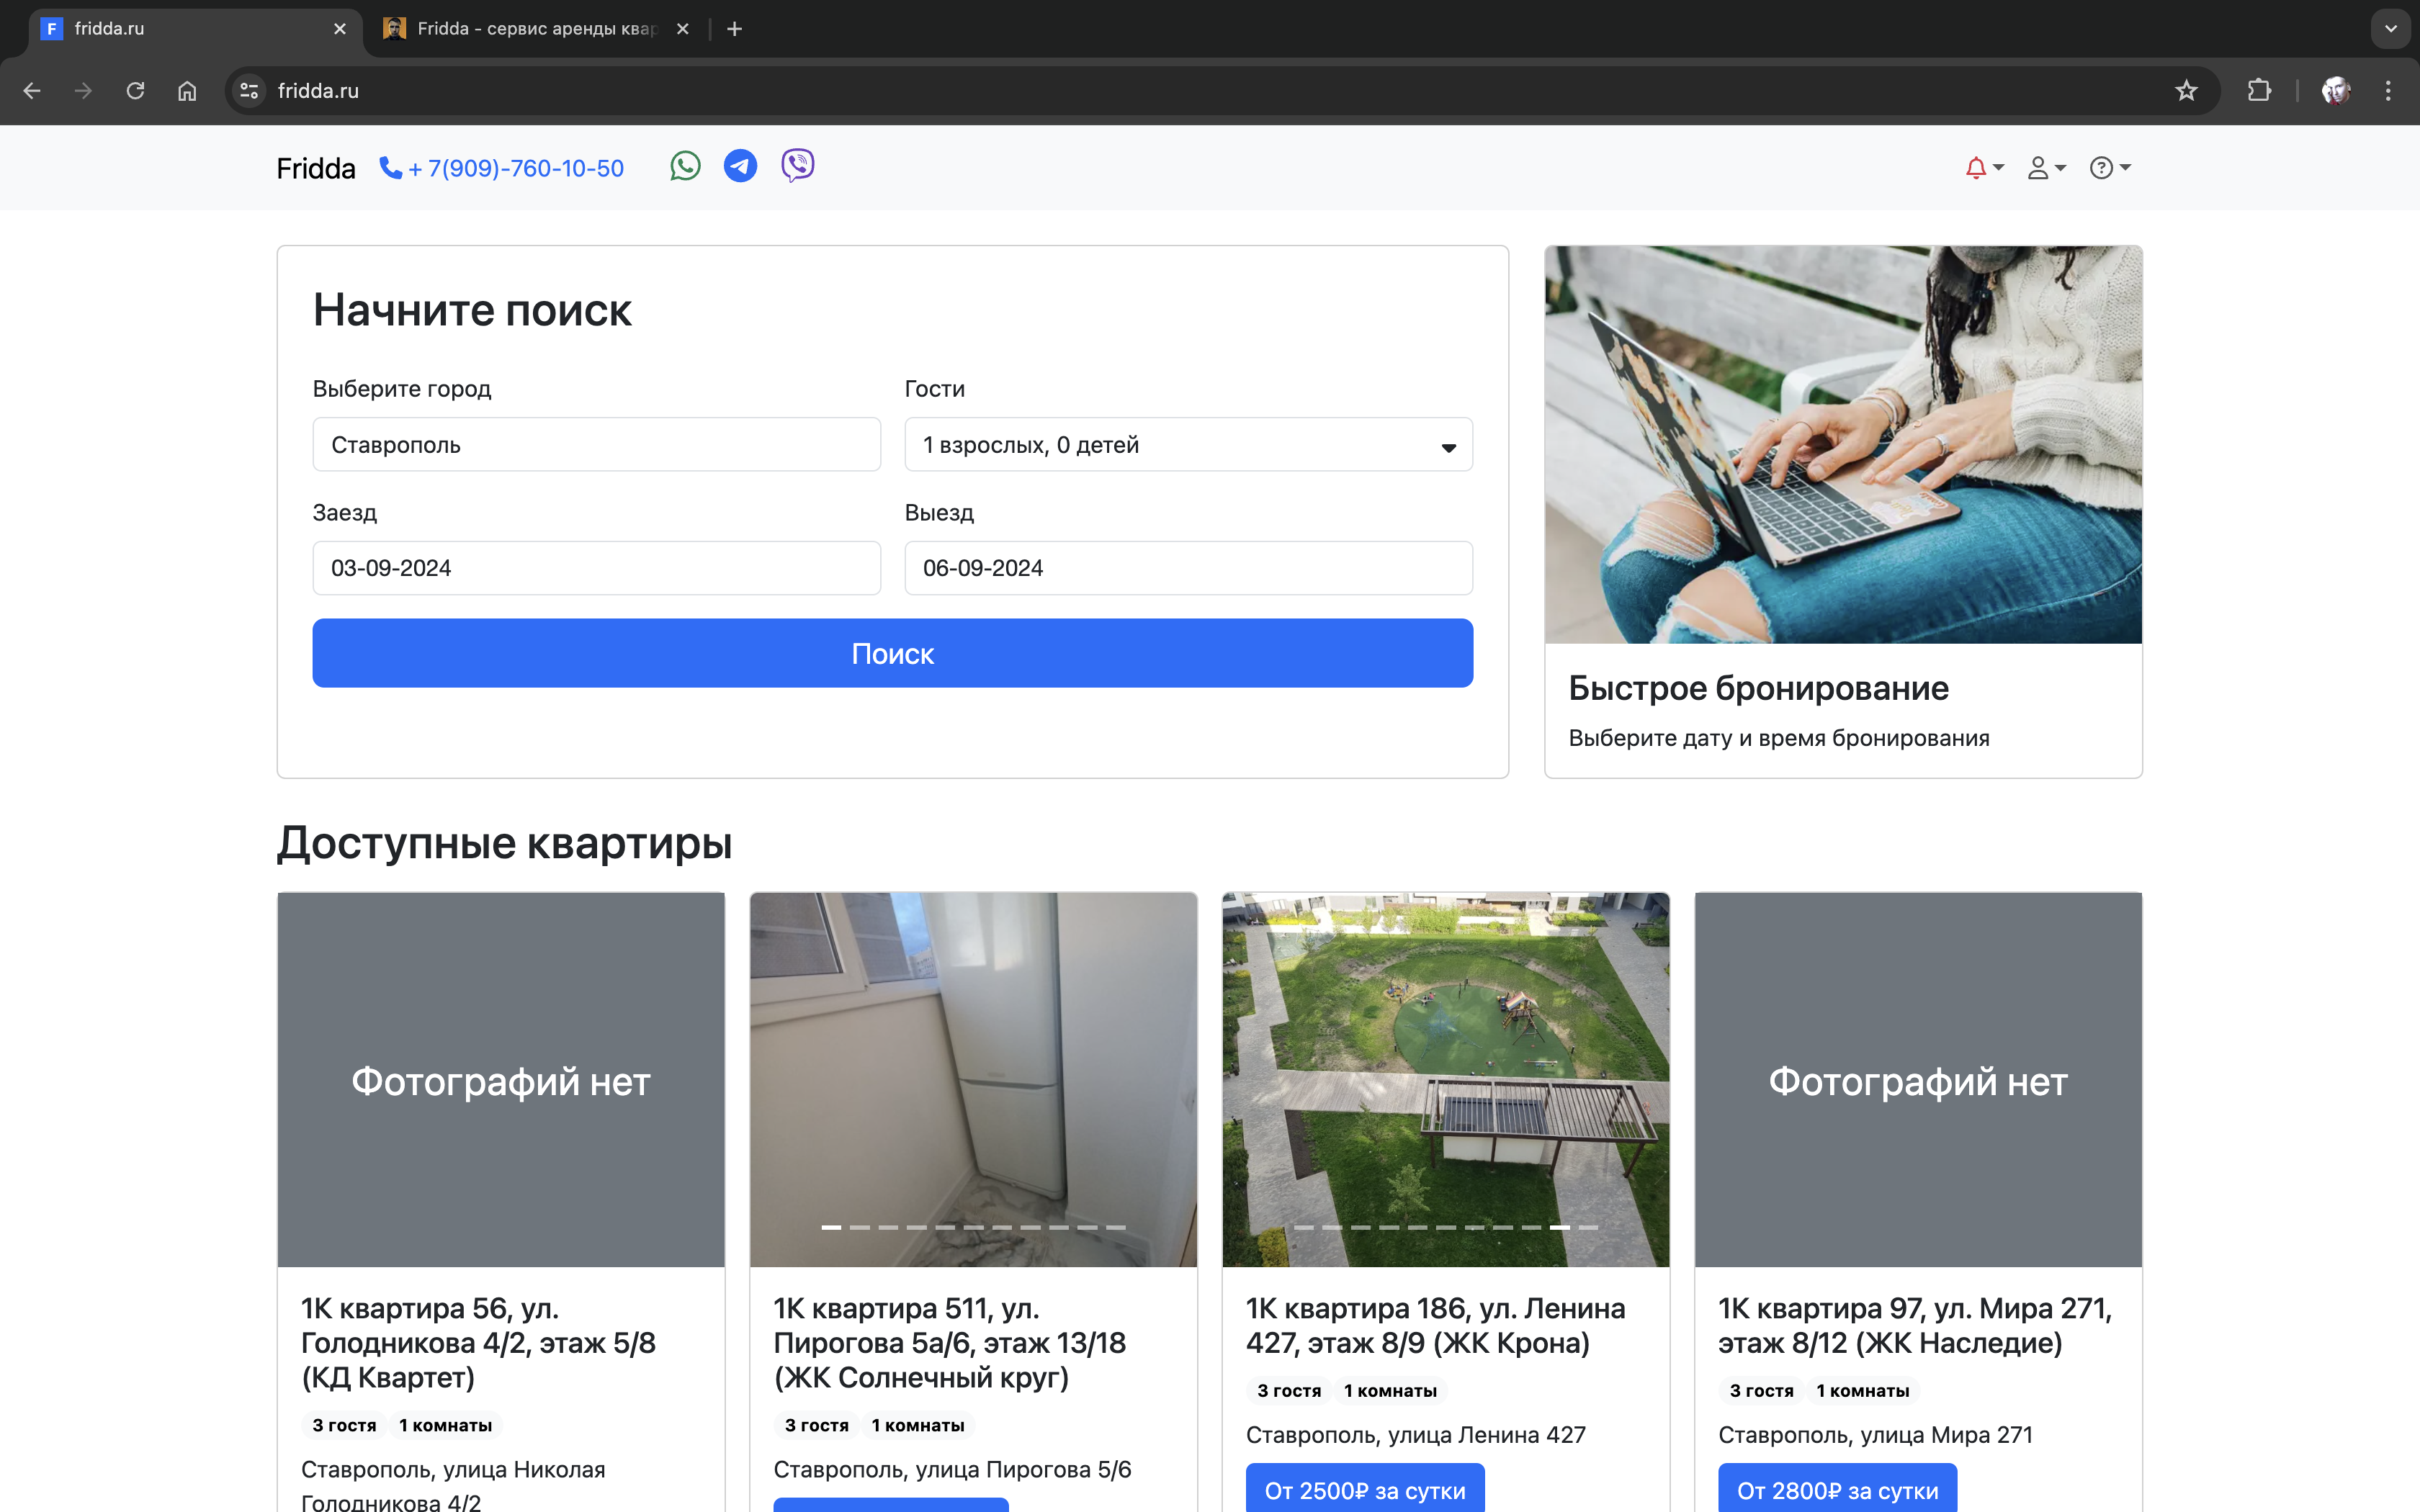 F fridda.ru
Fridda - сервис аренды квар
fridda.ru
Fridda + 7(909)-760-10-50
Начните поиск
Выберите город
Гости
Ставрополь
1 взрослых, 0 детей
Заезд
Выезд
03-09-2024
06-09-2024
Поиск
Быстрое бронирование
Выберите дату и время бронирования
Доступные квартиры
Фотографий нет
Фотографий нет
1К квартира 56, ул.
Голодникова 4/2, этаж 5/8
(КД Квартет)
3 гостя 1 комнаты
Ставрополь, улица Николая
Голодникова 4/2
1К квартира 511, ул.
Пирогова 5а/6, этаж 13/18
(ЖК Солнечный круг)
3 гостя 1 комнаты
Ставрополь, улица Пирогова 5/6
1К квартира 186, ул. Ленина
427, этаж 8/9 (ЖК Крона)
3 гостя 1 комнаты
Ставрополь, улица Ленина 427
От 2500₽ за сутки
1К квартира 97, ул. Мира 271,
этаж 8/12 (ЖК Наследие)
3 гостя 1 комнаты
Ставрополь, улица Мира 271
От 2800₽ за сутки